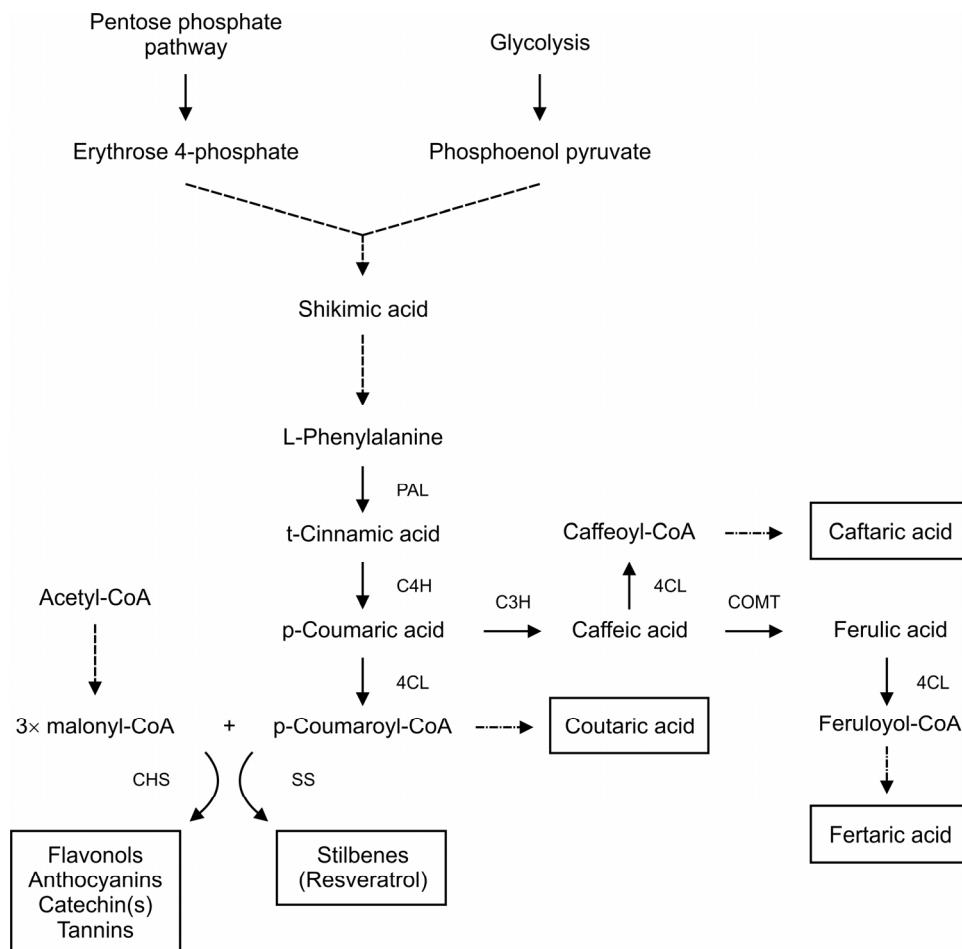 Pentose phosphate
pathway
Glycolysis
Erythrose 4-phosphate
Phosphoenol pyruvate
Shikimic acid
L-Phenylalanine
PAL
t-Cinnamic acid
Caffeoyl-CoA
Caftaric acid
C4H
4CL
Acetyl-CoA
C3H
COMT
p-Coumaric acid
Caffeic acid
Ferulic acid
4CL
4CL
3× malonyl-CoA
+
p-Coumaroyl-CoA
Coutaric acid
Feruloyol-CoA
CHS
SS
Fertaric acid
Flavonols
Anthocyanins
Catechin(s)
Tannins
Stilbenes
(Resveratrol)